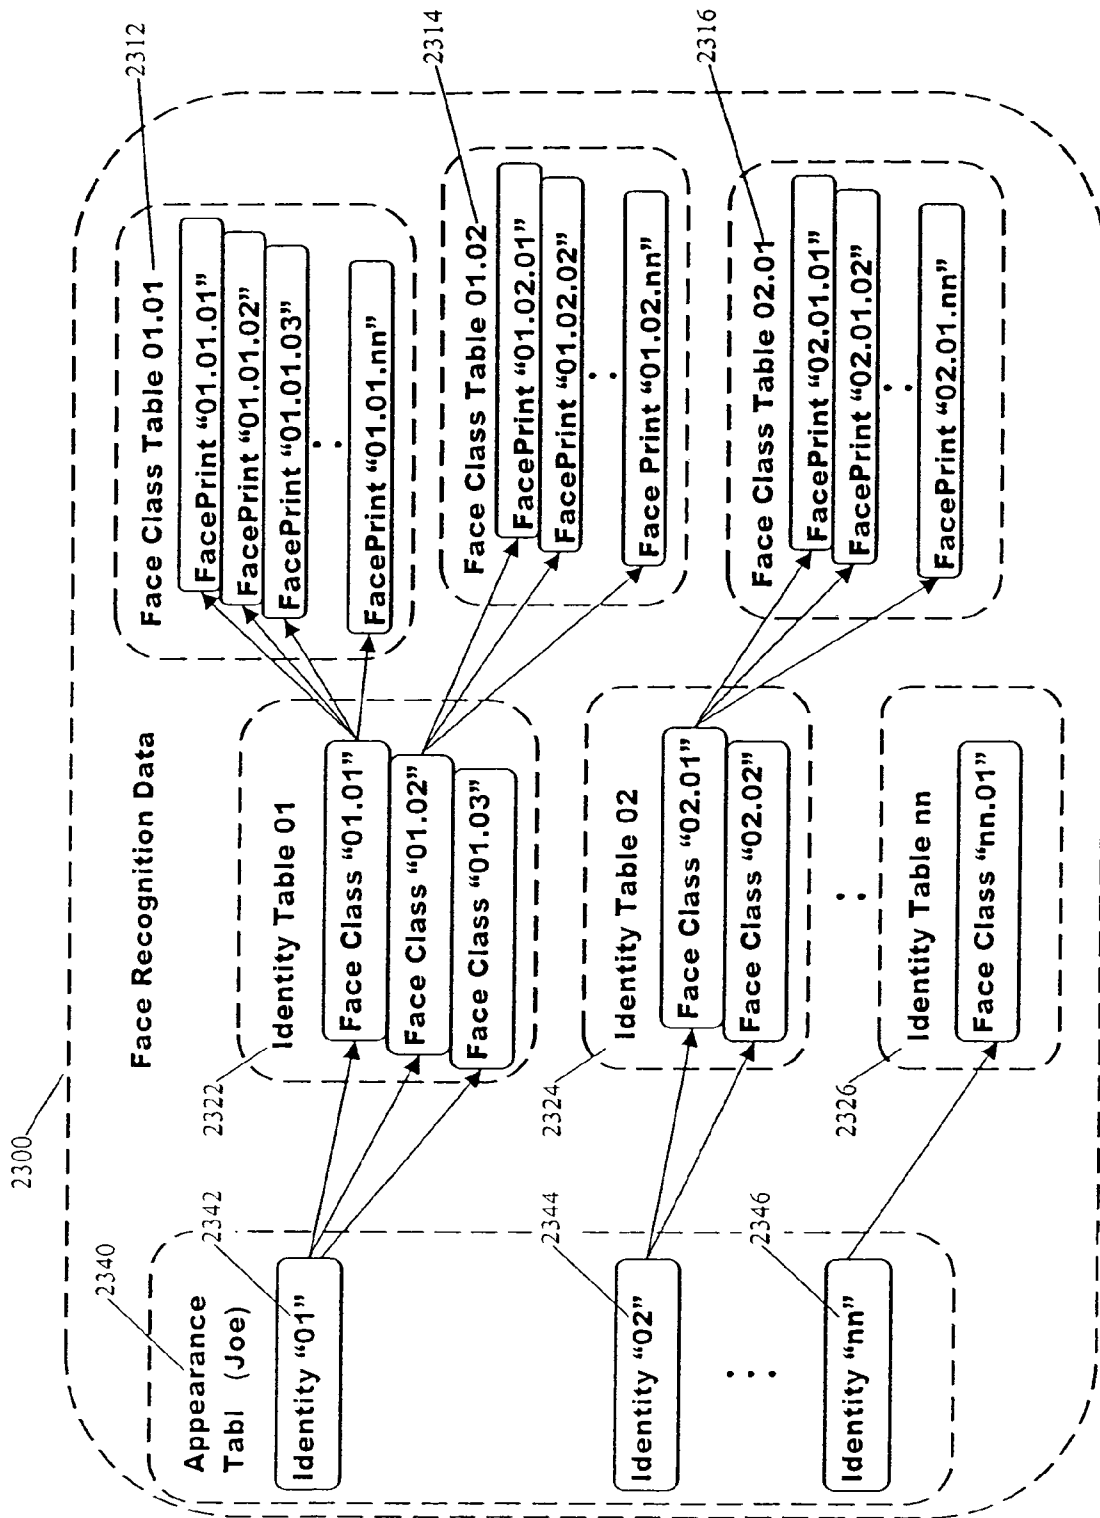 2300
Face Recognition Data
2340
Appearance
Tabl (Joe)
2342
Identity “01”
2344
Identity “02”
2346
Identity “nn”
2322
Identity Table 01
Face Class “01.01”
Face Class “01.02”
Face Class “01.03”
2324
Identity Table 02
Face Class “02.01”
Face Class “02.02”
2326
Identity Table nn
Face Class “nn.01”
2312
Face Class Table 01.01
FacePrint “01.01.01”
FacePrint “01.01.02”
FacePrint “01.01.03”
FacePrint “01.01.nn”
2314
Face Class Table 01.02
FacePrint “01.02.01”
FacePrint “01.02.02”
Face Print “01.02.nn”
2316
Face Class Table 02.01
FacePrint “02.01.01”
FacePrint “02.01.02”
FacePrint “02.01.nn”